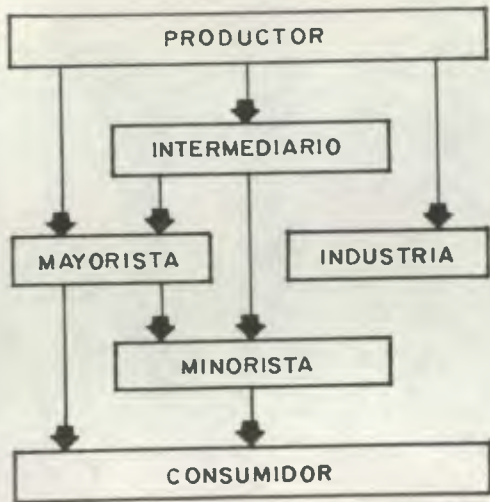 PRODUCTOR
INTERMEDIARIO
MAYORISTA
INDUSTRIA
MINORISTA
CONSUMIDOR